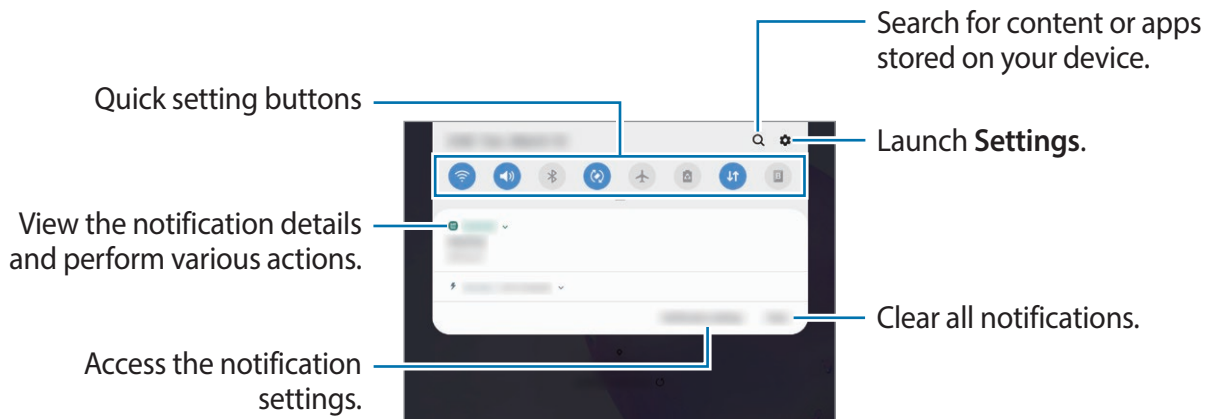 Search for content or apps
stored on your device.
Quick setting buttons
Launch Settings.
View the notification details
and perform various actions.
Clear all notifications.
Access the notification
settings.